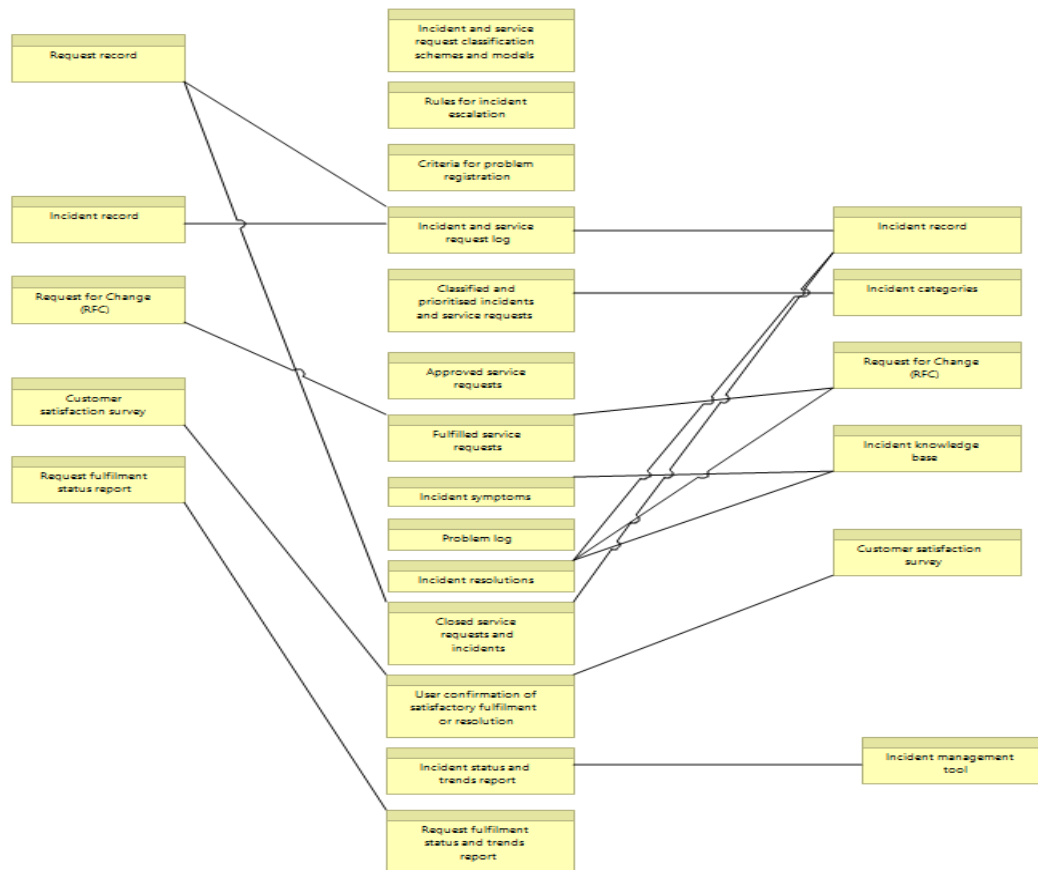 Request record
Incident record
Request for Change
(RFC)
Customer
satisfaction survey
Request fulfilment
status report
Incident and service
request classification
schemes and models
Rules for incident
escalation
Criteria for problem
registration
Incident and service
request log
Classified and
prioritised incidents
and service requests
Approved service
requests
Fulfilled service
requests
Incident symptoms
Problem log
Incident resolutions
Closed service
requests and
incidents
User confirmation of
satisfactory fulfilment
or resolution
Incident status and
trends report
Request fulfilment
status and trends
report
Incident record
Incident categories
Request for Change
(RFC)
Incident knowledge
base
Customer satisfaction
survey
Incident management
tool